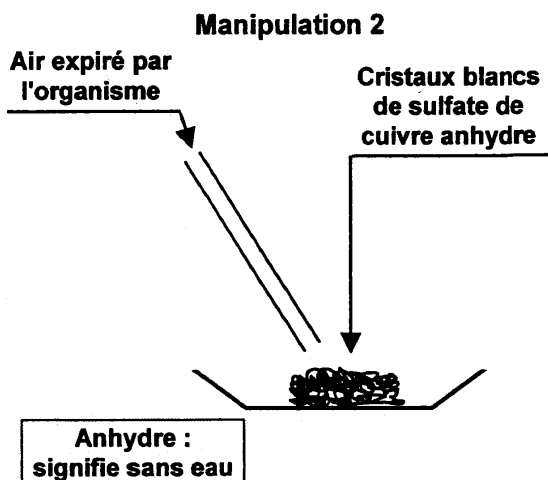 Manipulation 2
Air expiré par
l'organisme
Cristaux blancs
de sulfate de
cuivre anhydre
Anhydre :
signifie sans eau